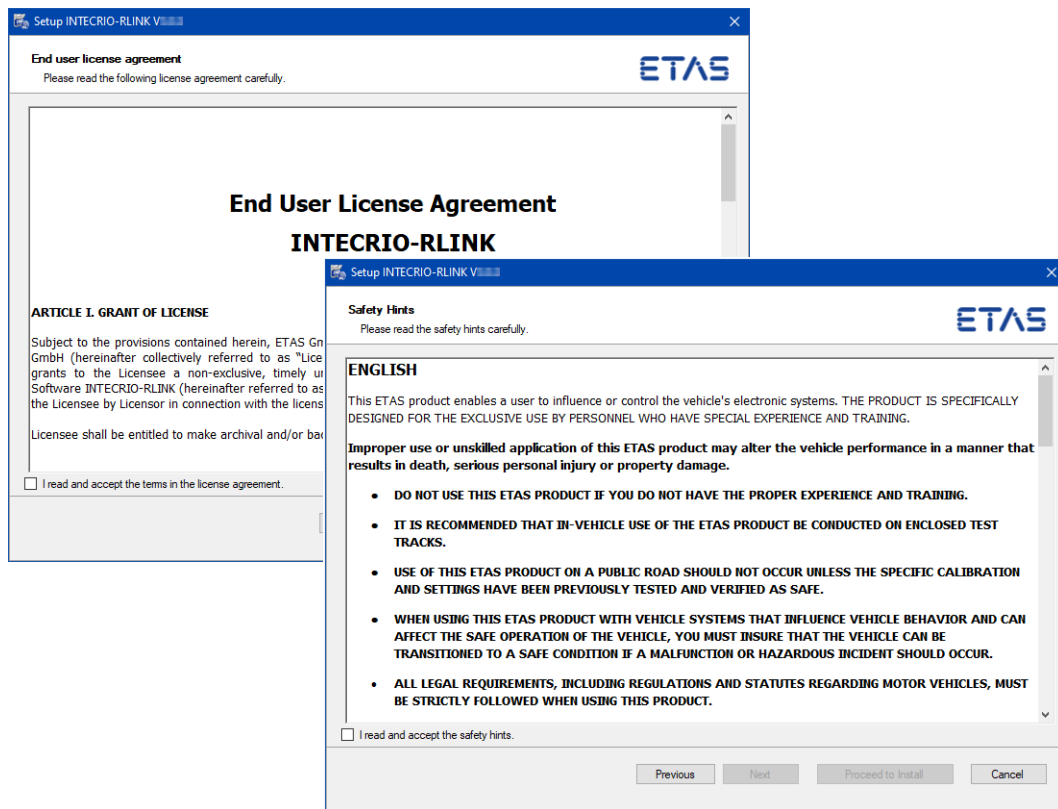 Setup INTECRIO-RLINK V
End user license agreement
Please read the following license agreement carefully.
ETAS
End User License Agreement
INTECRIO-RLINK
ARTICLE I. GRANT OF LICENSE
Subject to the provisions contained herein, ETAS
GmbH (hereinafter collectively referred to as
grants to the Licensee a non-exclusive, timely
Software INTECRIO-RLINK (hereinafter referred to as
the Licensee by Licensor in connection with the
Licensee shall be entitled to make archival and/or
I read and accept the terms in the license agreement.
Setup INTECRIO-RLINK V
Safety Hints
Please read the safety hints carefully.
ETAS
ENGLISH
This ETAS product enables a user to influence or control the vehicle's electronic systems. THE PRODUCT IS SPECIFICALLY
DESIGNED FOR THE EXCLUSIVE USE BY PERSONNEL WHO HAVE SPECIAL EXPERIENCE AND TRAINING.
Improper use or unskilled application of this ETAS product may alter the vehicle performance in a manner that
results in death, serious personal injury or property damage.
• DO NOT USE THIS ETAS PRODUCT IF YOU DO NOT HAVE THE PROPER EXPERIENCE AND TRAINING.
• IT IS RECOMMENDED THAT IN-VEHICLE USE OF THE ETAS PRODUCT BE CONDUCTED ON ENCLOSED TEST
TRACKS.
• USE OF THIS ETAS PRODUCT ON A PUBLIC ROAD SHOULD NOT OCCUR UNLESS THE SPECIFIC CALIBRATION
AND SETTINGS HAVE BEEN PREVIOUSLY TESTED AND VERIFIED AS SAFE.
• WHEN USING THIS ETAS PRODUCT WITH VEHICLE SYSTEMS THAT INFLUENCE VEHICLE BEHAVIOR AND CAN
AFFECT THE SAFE OPERATION OF THE VEHICLE, YOU MUST INSURE THAT THE VEHICLE CAN BE
TRANSITIONED TO A SAFE CONDITION IF A MALFUNCTION OR HAZARDOUS INCIDENT SHOULD OCCUR.
• ALL LEGAL REQUIREMENTS, INCLUDING REGULATIONS AND STATUTES REGARDING MOTOR VEHICLES, MUST
BE STRICTLY FOLLOWED WHEN USING THIS PRODUCT.
I read and accept the safety hints.
Previous Next Proceed to Install Cancel